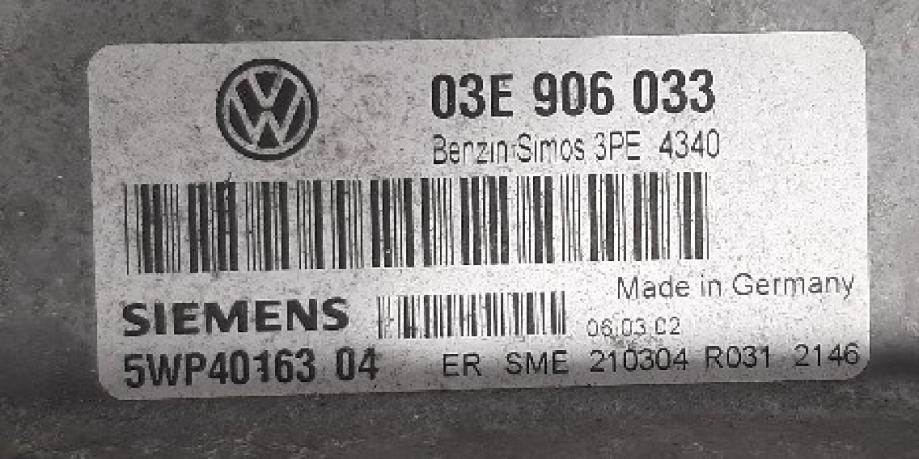 03E 906 033
Benzin-Simos 3PE 4340
Made in Germany
SIEMENS
06.03.02
5WP40163 04
ER SME 210304 R031 2146